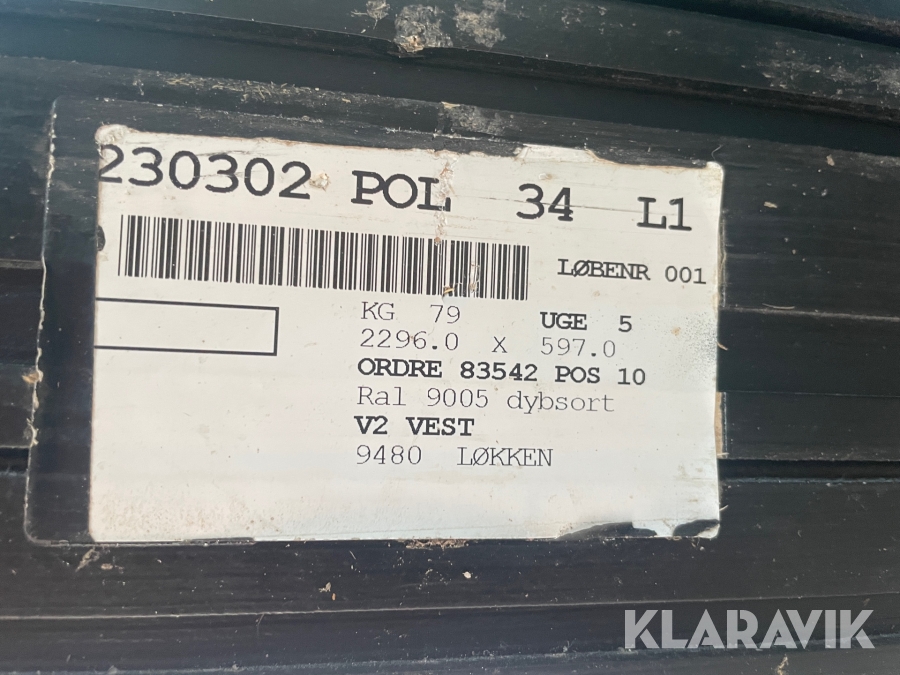 230302 POL 34 L1
LØBENR 001
KG 79 UGE 5
2296.0 X 597.0
ORDRE 83542 POS 10
Ral 9005 dybsort
V2 VEST
9480 LØKKEN
KLARAVIK